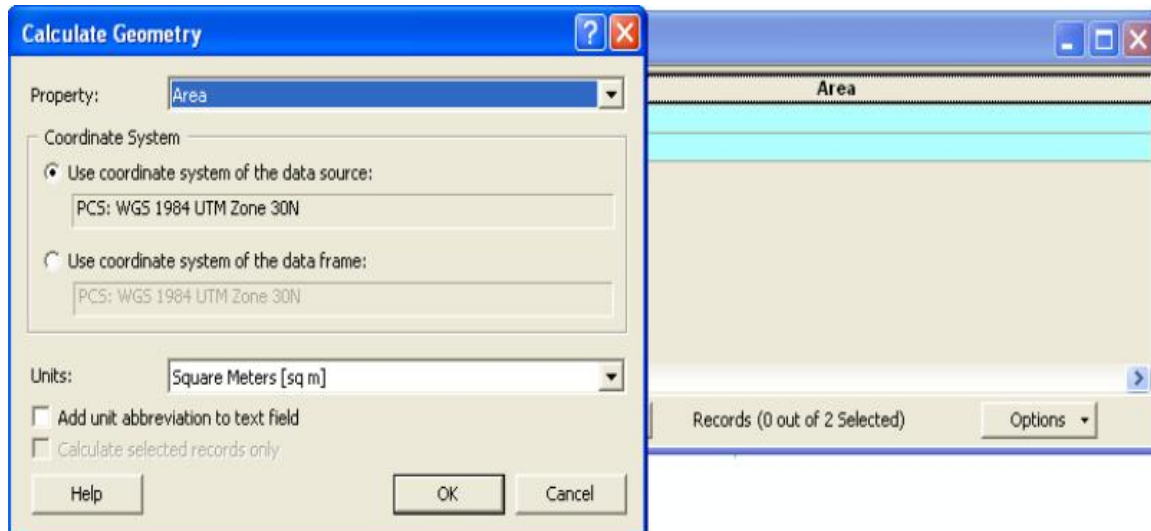 Calculate Geometry
Property: Area
Coordinate System
Use coordinate system of the data source:
PCS: WGS 1984 UTM Zone 30N
Use coordinate system of the data frame:
PCS: WGS 1984 UTM Zone 30N
Units: Square Meters [sq m]
Add unit abbreviation to text field
Calculate selected records only
Help OK Cancel
Area
Records (0 out of 2 Selected) Options